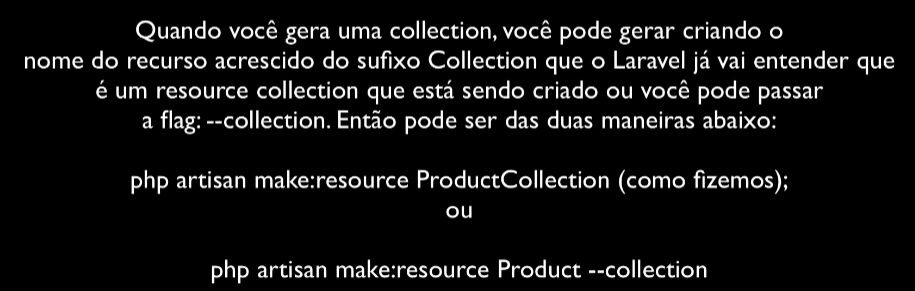 Quando você gera uma collection, você pode gerar criando o
nome do recurso acrescido do sufixo Collection que o Laravel já vai entender que
é um resource collection que está sendo criado ou você pode passar
a flag: --collection. Então pode ser das duas maneiras abaixo:
php artisan make:resource ProductCollection (como fizemos);
ou
php artisan make:resource Product --collection